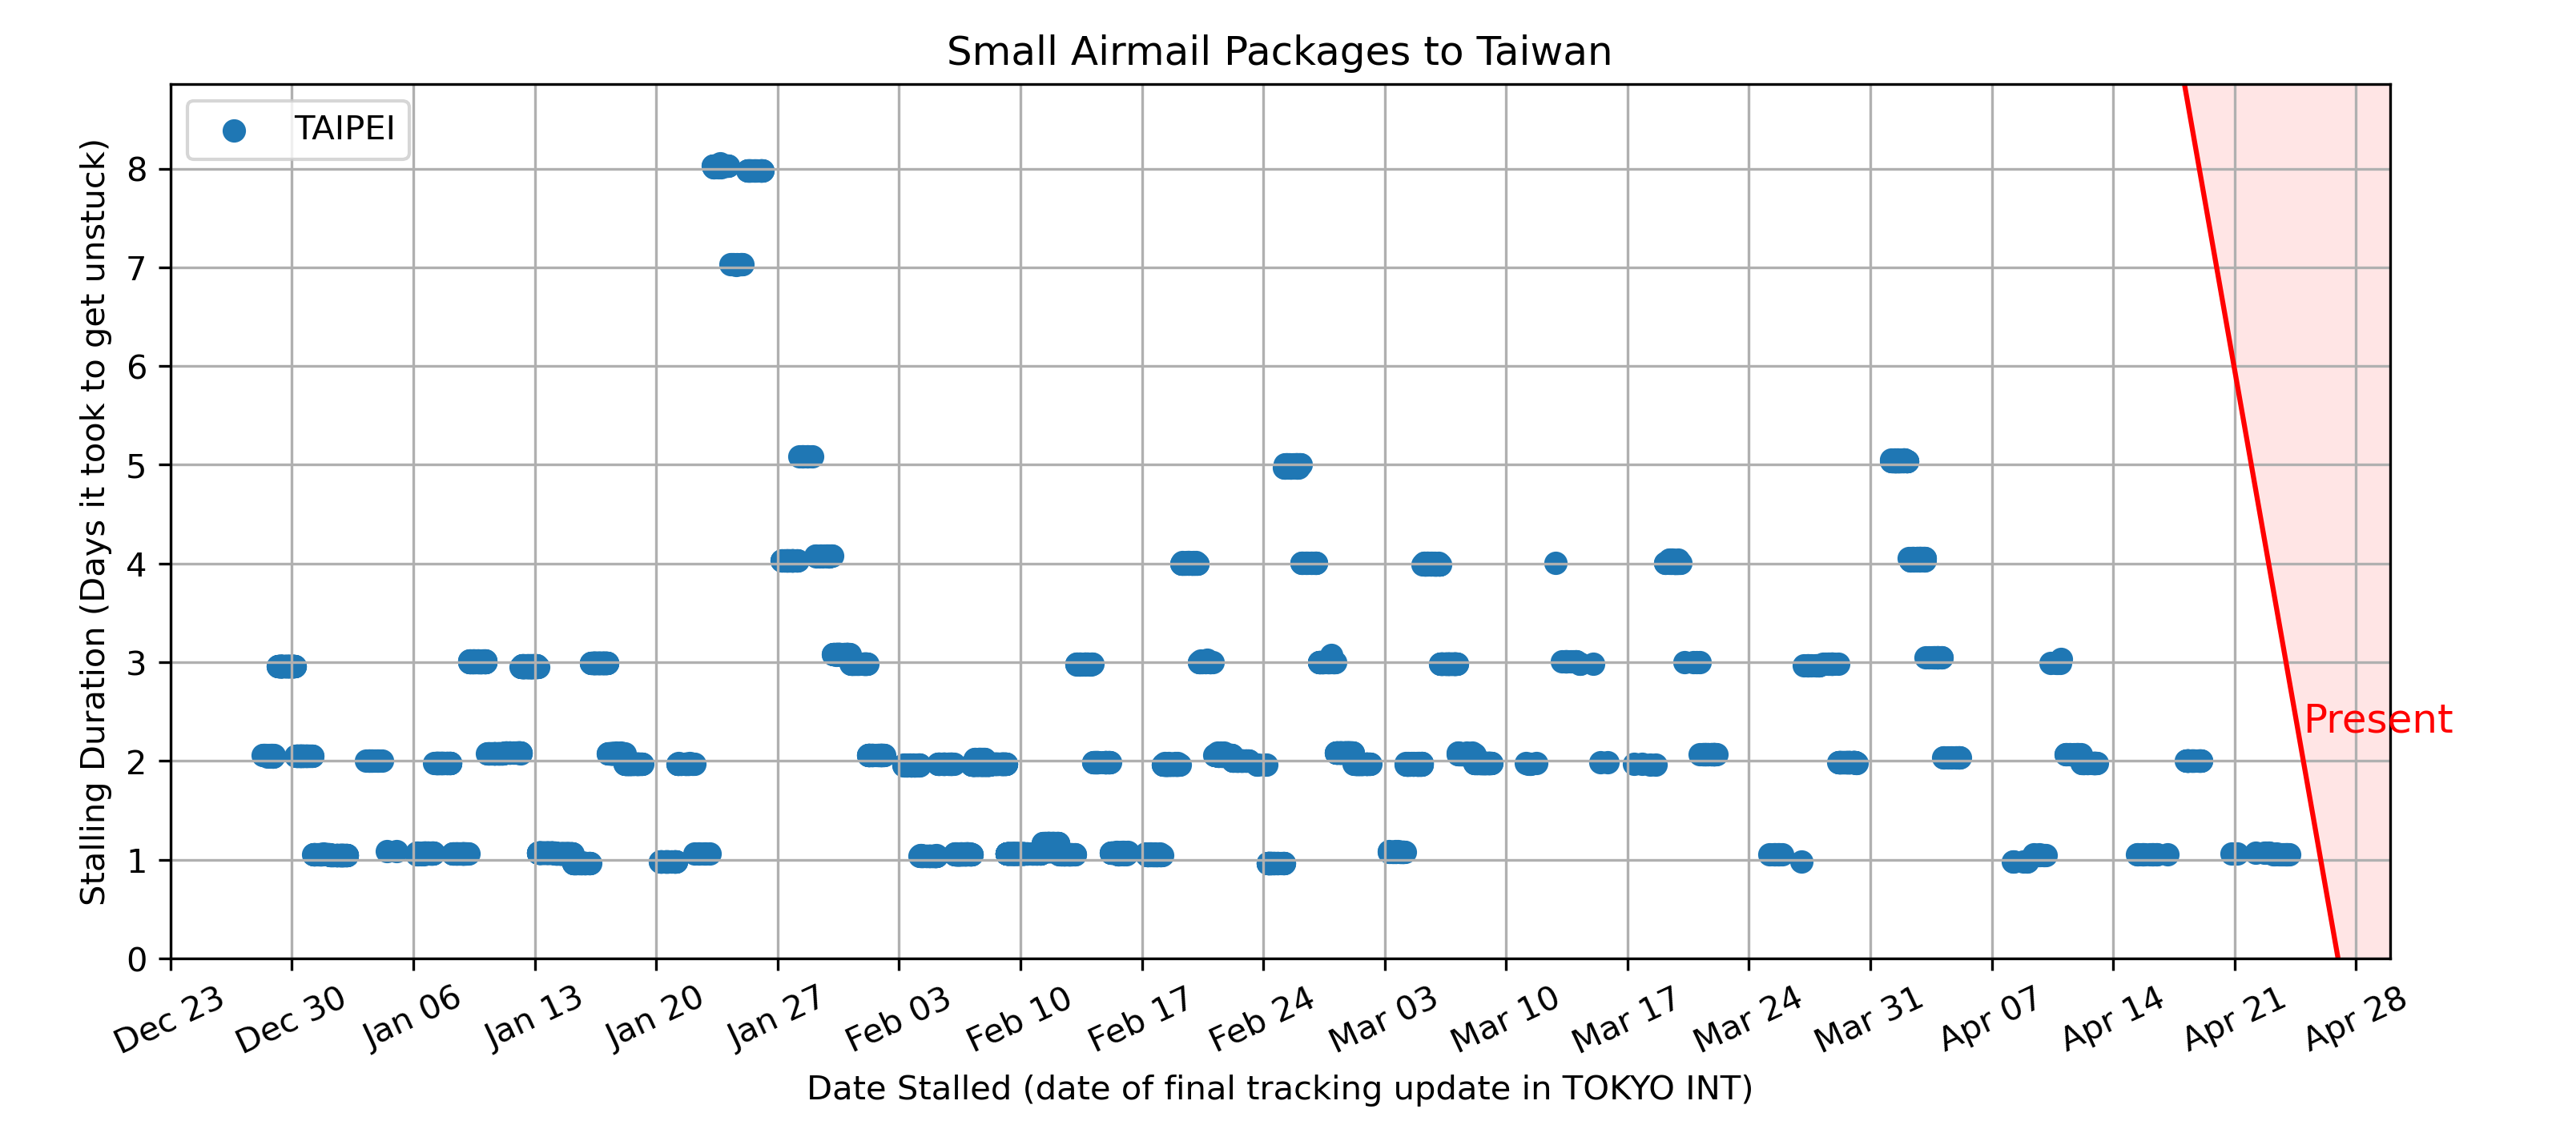 Small Airmail Packages to Taiwan
TAIPEI
Stalling Duration (Days it took to get unstuck)
8
7
6
5
4
3
2
1
0
Present
Dec 23
Dec 30
Jan 06
Jan 13
Jan 20
Jan 27
Feb 03
Feb 10
Feb 17
Feb 24
Mar 03
Mar 10
Mar 17
Mar 24
Mar 31
Apr 07
Apr 14
Apr 21
Apr 28
Date Stalled (date of final tracking update in TOKYO INT)